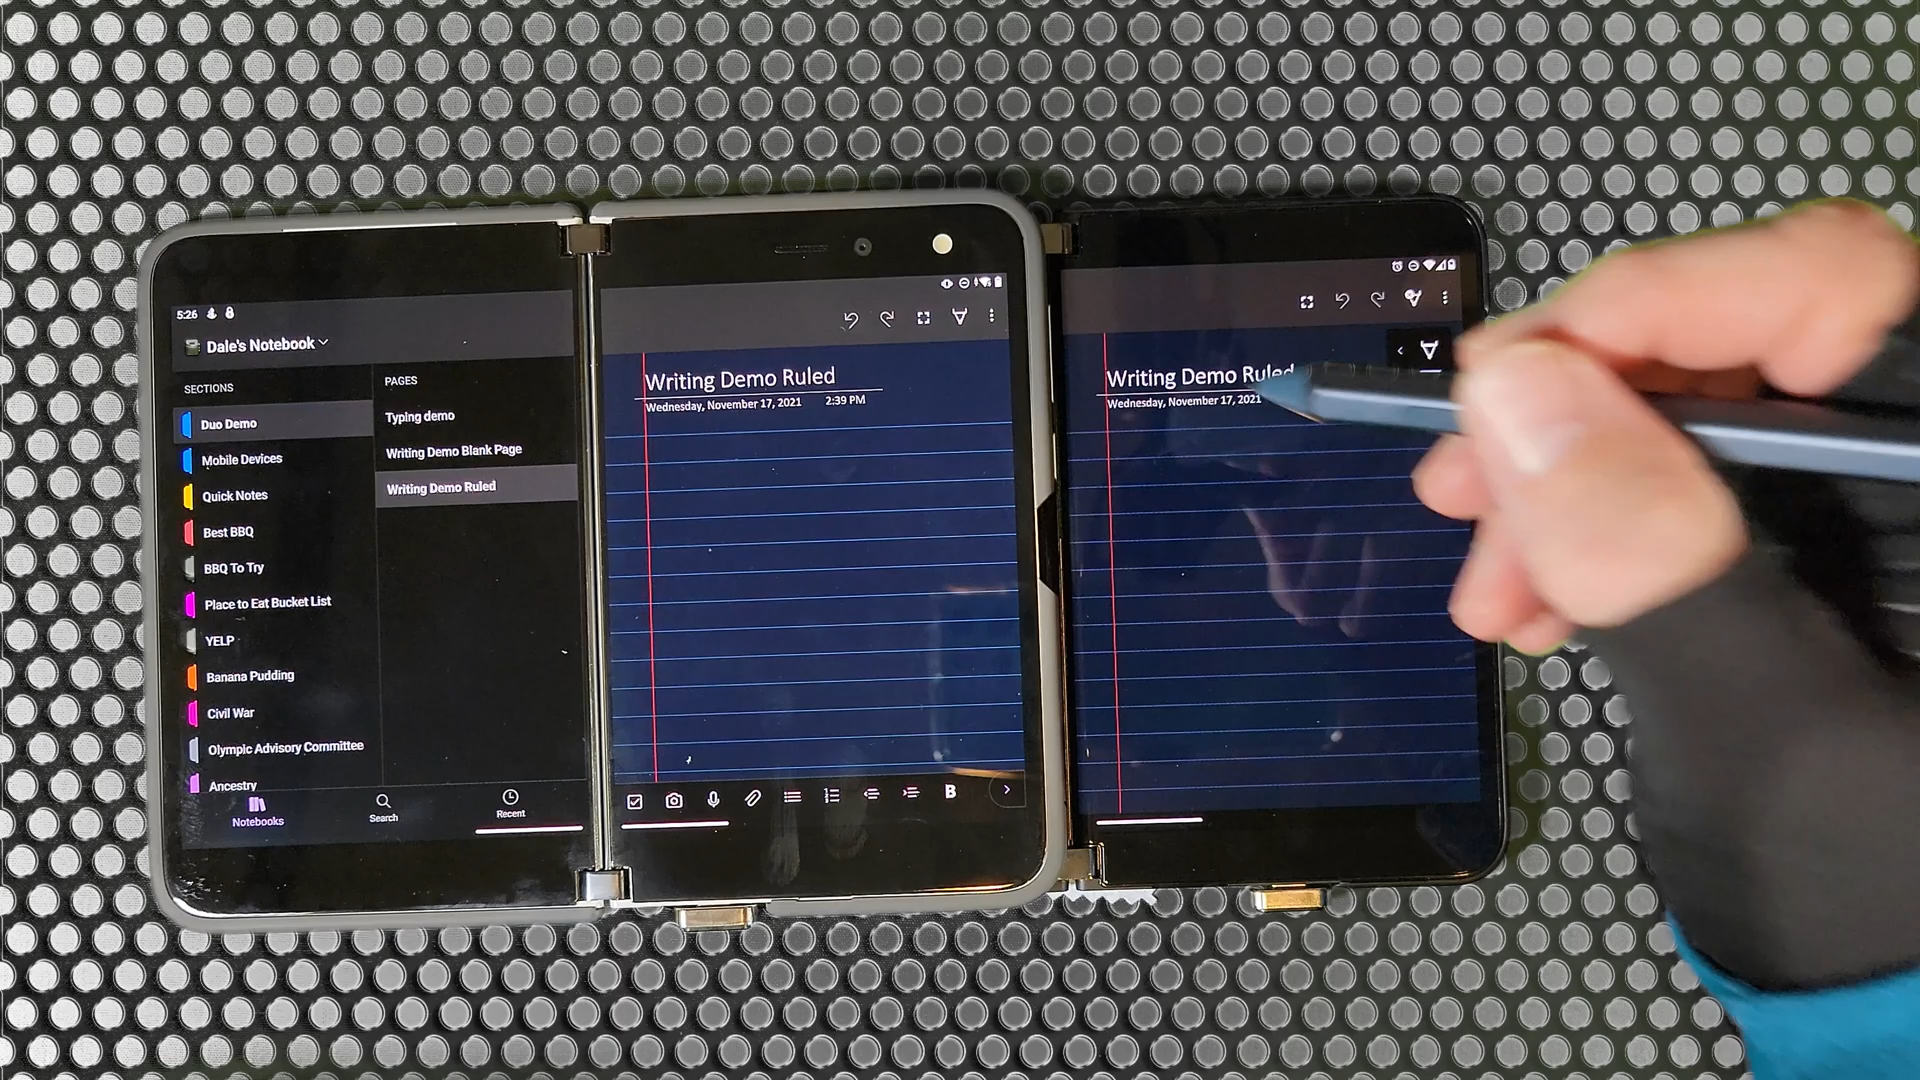 5:26
Dale's Notebook
SECTIONS
Duo Demo
Mobile Devices
Quick Notes
Best BBQ
BBQ To Try
Place to Eat Bucket List
YELP
Banana Pudding
Civil War
Olympic Advisory Committee
Ancestry
PAGES
Typing demo
Writing Demo Blank Page
Writing Demo Ruled
Notebooks
Search
Recent
Writing Demo Ruled
Wednesday, November 17, 2021 2:39 PM
B
Writing Demo Ruled
Wednesday, November 17, 2021